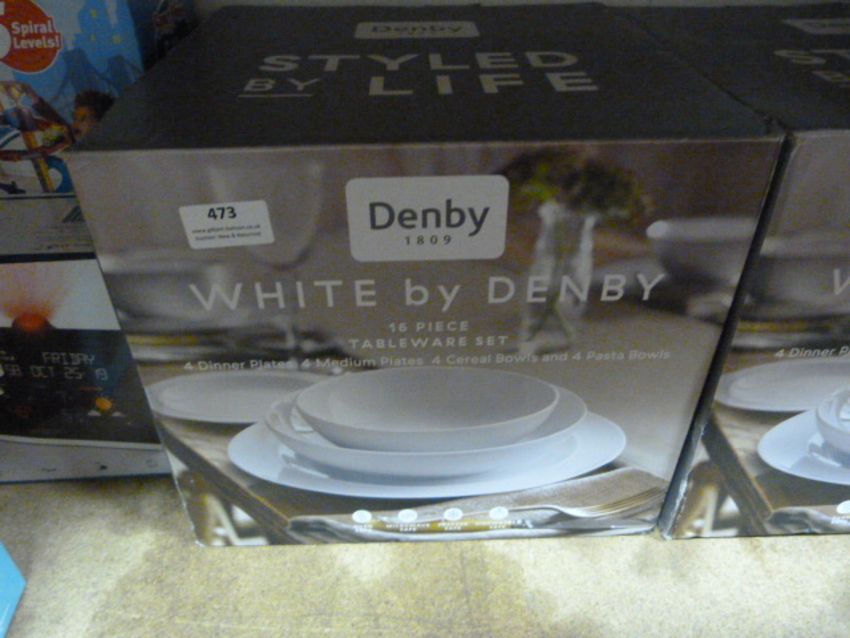 Spiral
Levels!
Denby
STYLED
BY LIFE
473
Denby
1809
WHITE by DENBY
16 PIECE
TABLEWARE SET
4 Dinner Plates 4 Medium Plates 4 Cereal Bowls and 4 Pasta Bowls
FRIDAY
OCT 25
4 Dinner